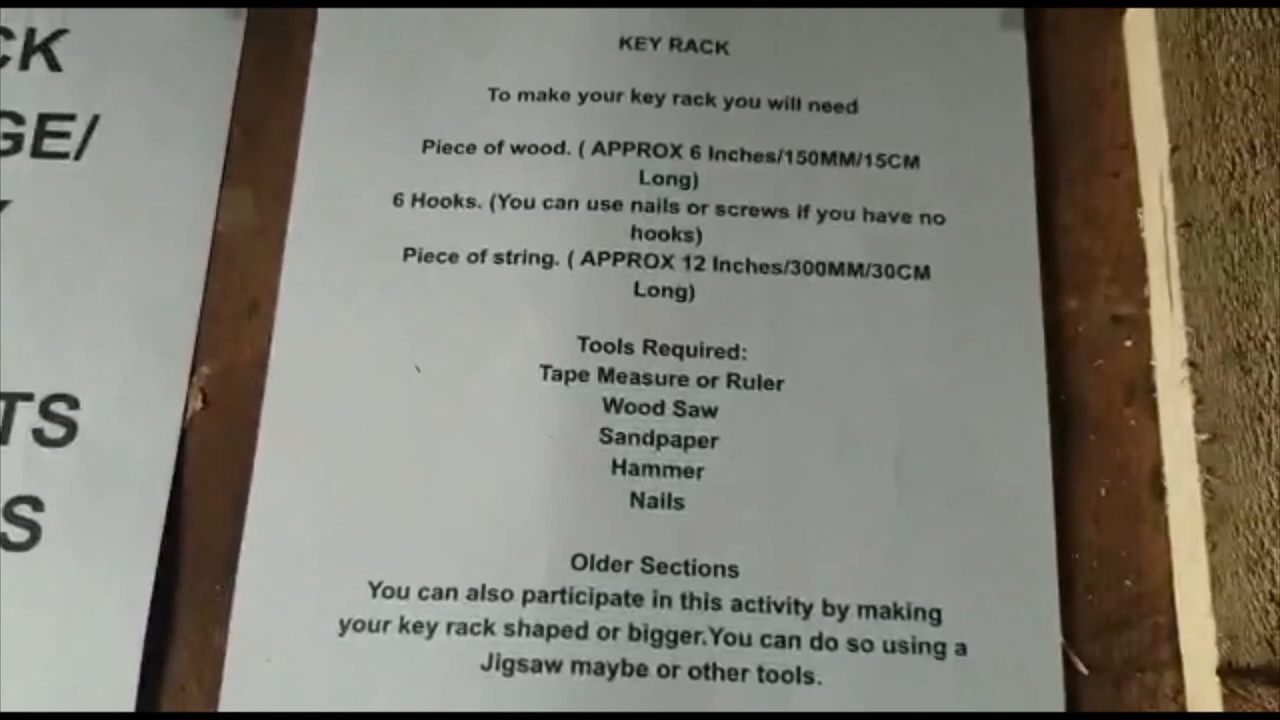 CK
GE/
TS
S
KEY RACK
To make your key rack you will need
Piece of wood. ( APPROX 6 Inches/150MM/15CM
Long)
6 Hooks. (You can use nails or screws if you have no
hooks)
Piece of string. ( APPROX 12 Inches/300MM/30CM
Long)
Tools Required:
Tape Measure or Ruler
Wood Saw
Sandpaper
Hammer
Nails
Older Sections
You can also participate in this activity by making
your key rack shaped or bigger.You can do so using a
Jigsaw maybe or other tools.